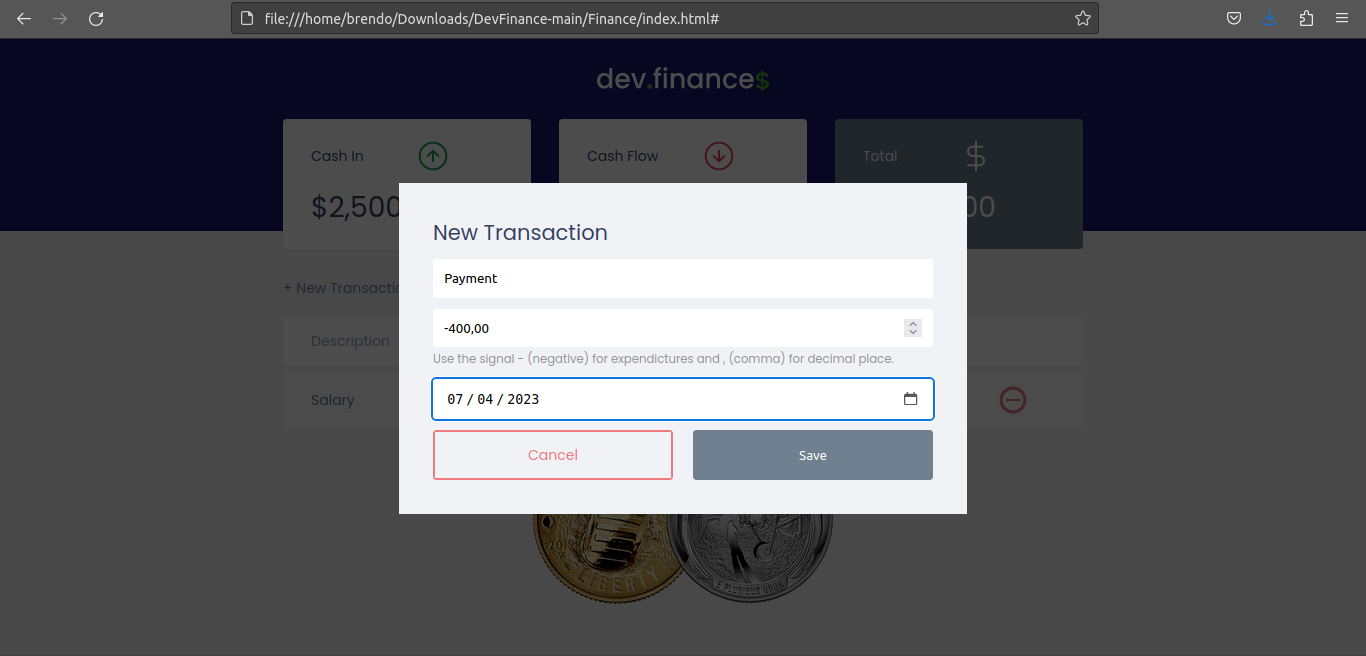 file:///home/brendo/Downloads/DevFinance-main/Finance/index.html#
dev.finance$
Cash In
Cash Flow
Total
$
$2,500
00
New Transaction
Payment
+ New Transactio
-400,00
Use the signal - (negative) for expendictures and , (comma) for decimal place.
Description
07 / 04 / 2023
Salary
Cancel
Save
2019
LIBERTY
E PLURIBUS UNUM